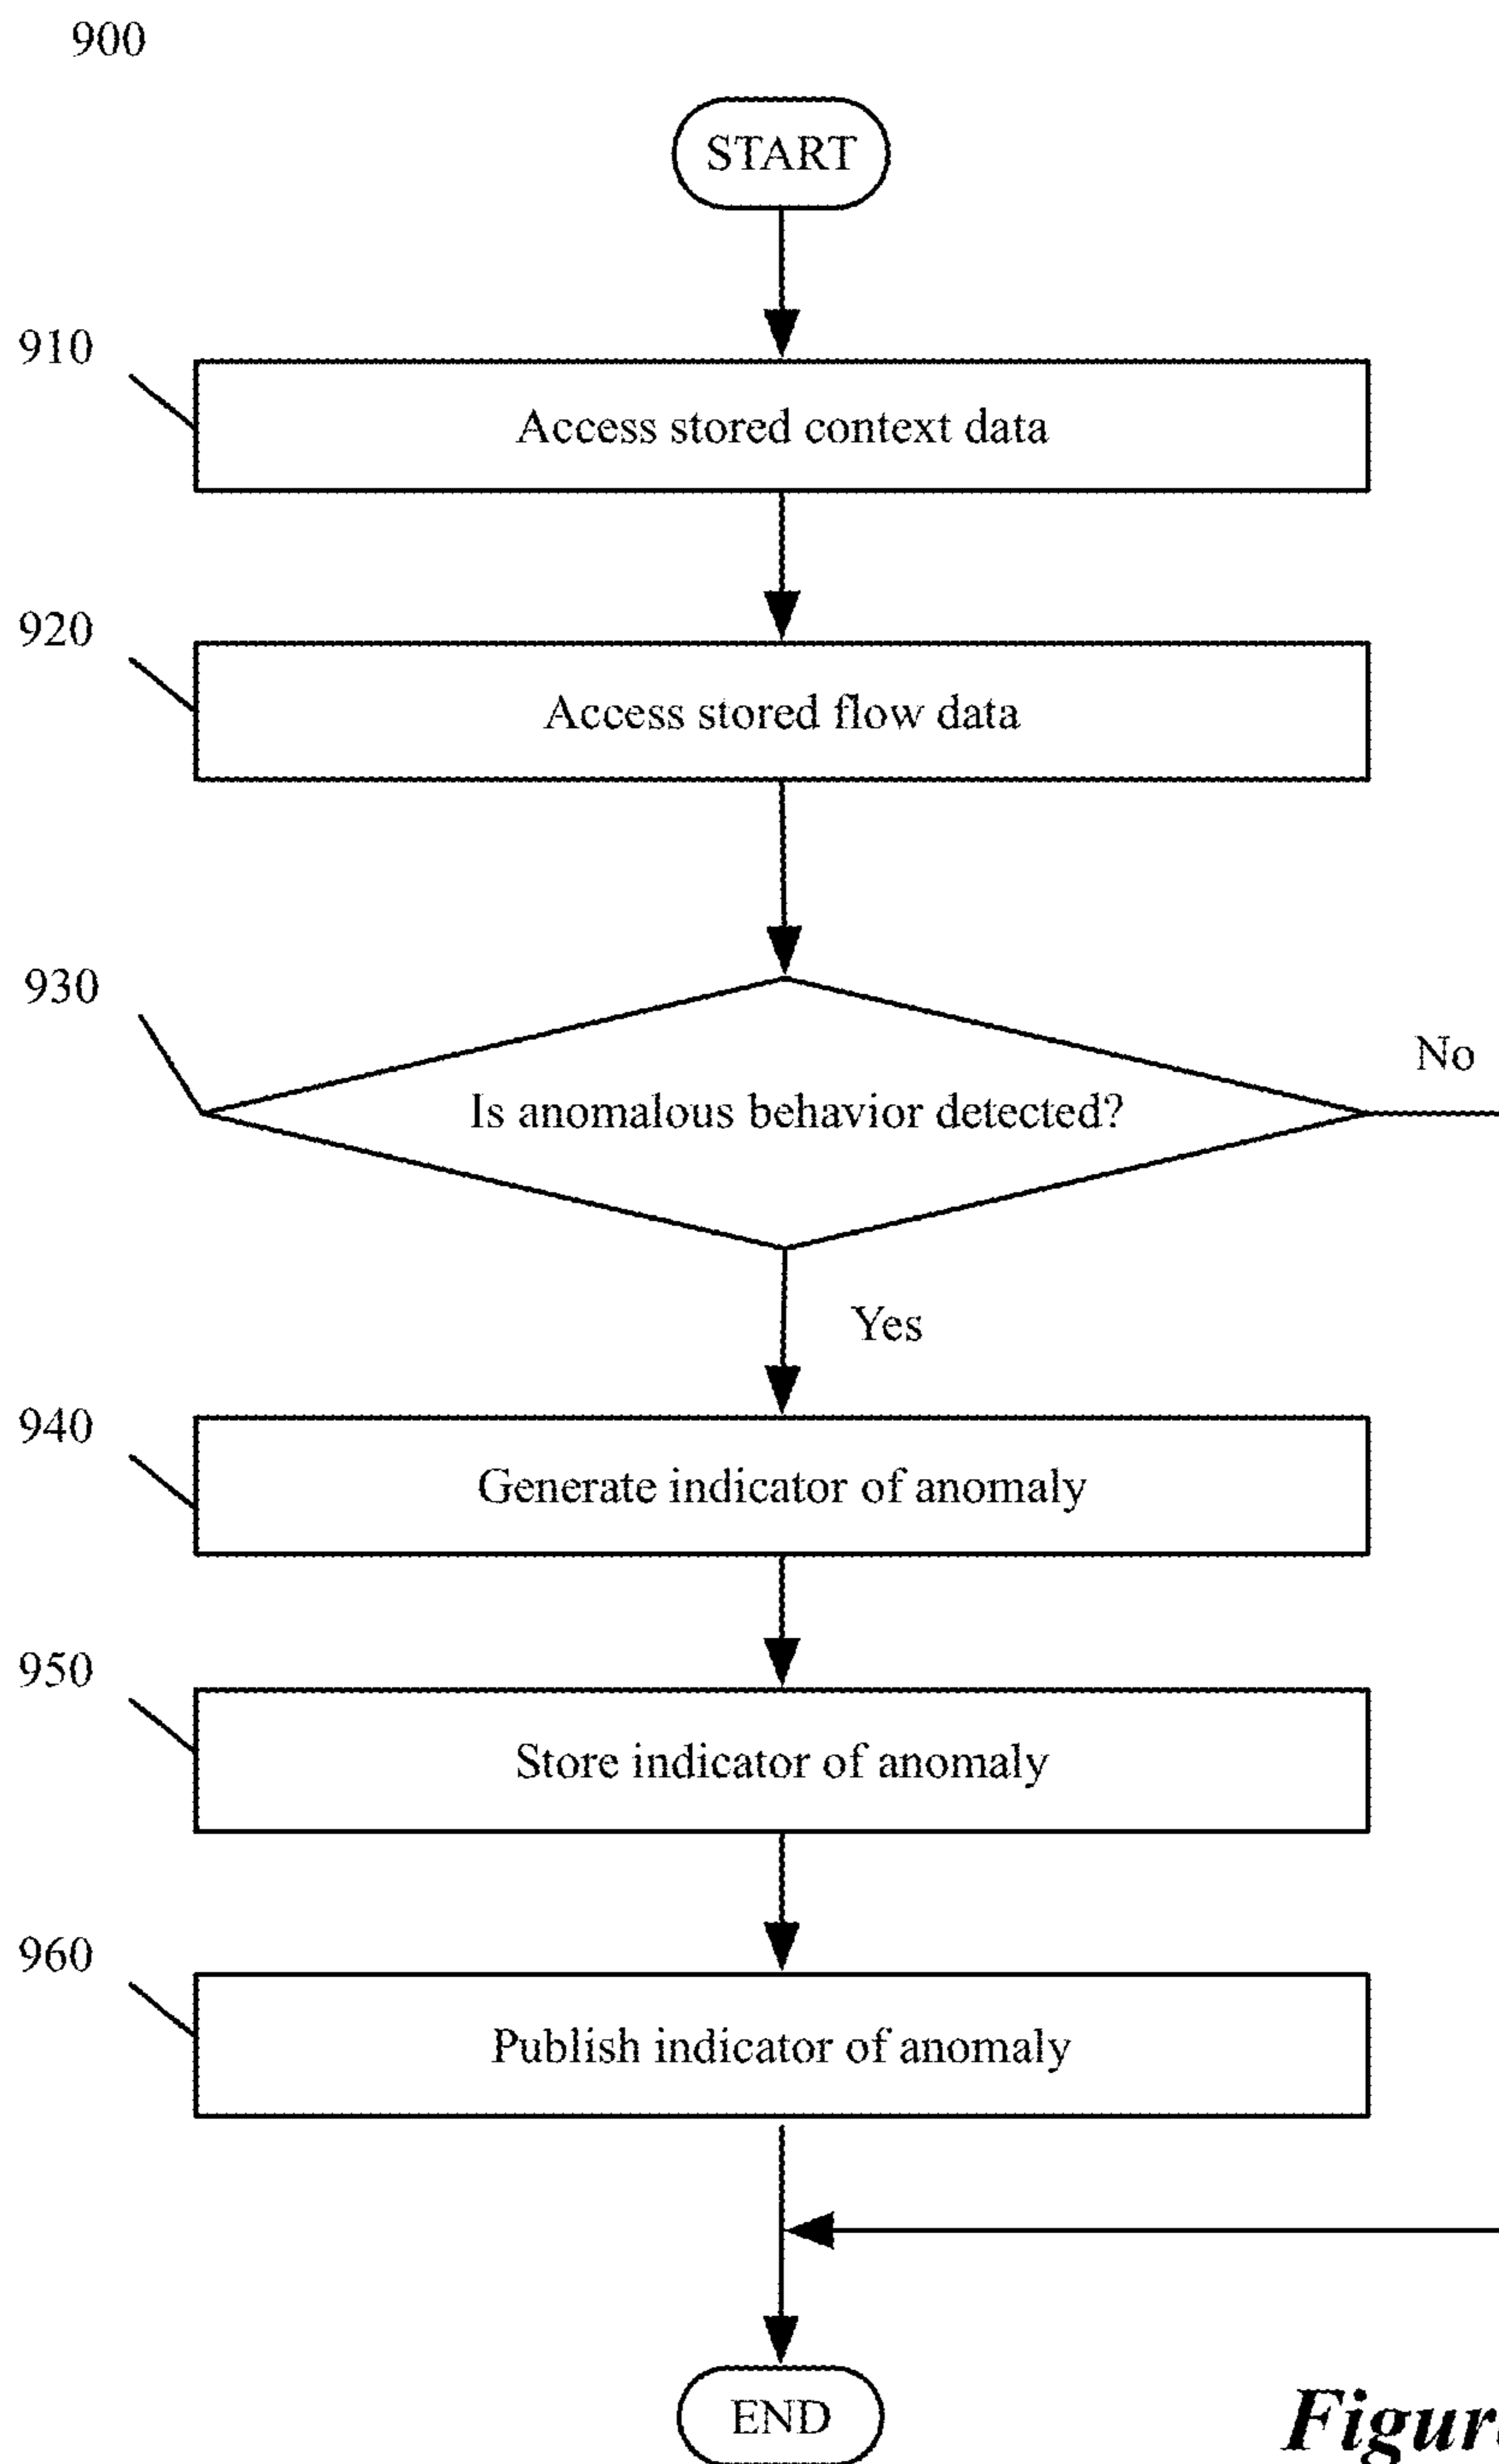 900
START
910
Access stored context data
920
Access stored flow data
930
No
Is anomalous behavior detected?
Yes
940
Generate indicator of anomaly
950
Store indicator of anomaly
960
Publish indicator of anomaly
END